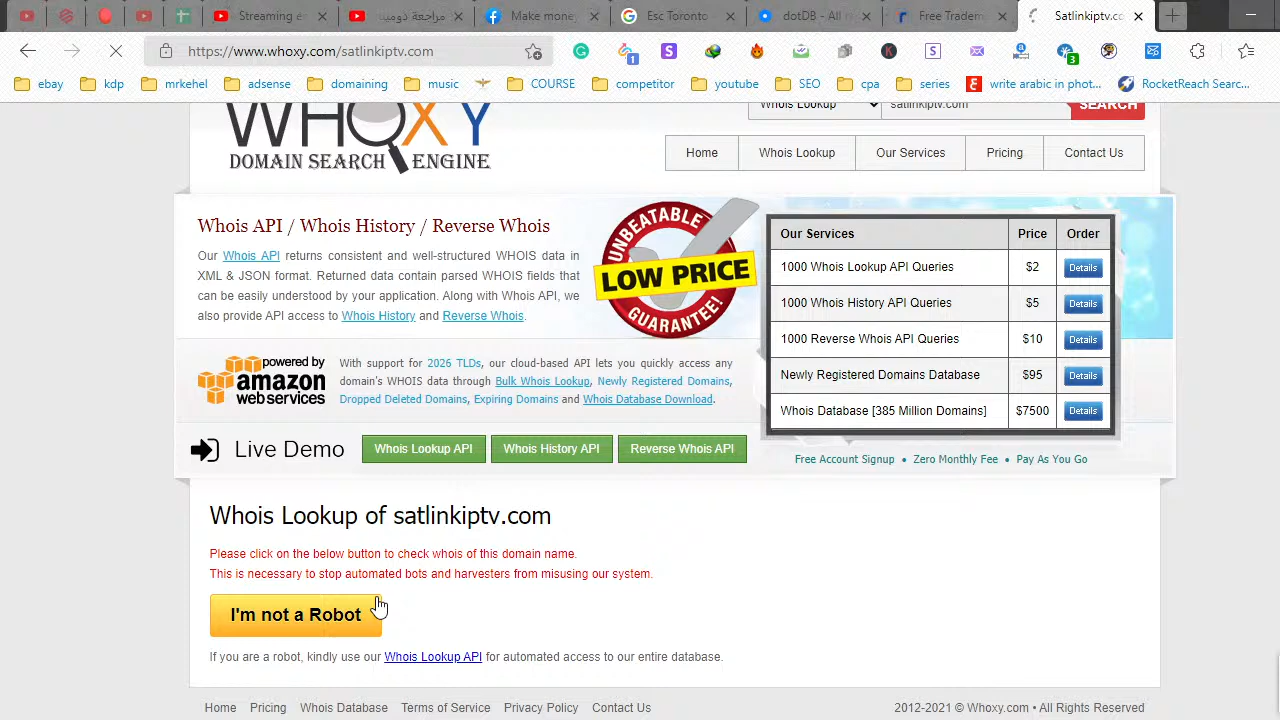 Streaming e
مراجعة دومينا
Make money
Esc Toronto
dotDB - All r
Free Tradem
Satlinkiptv.c
https://www.whoxy.com/satlinkiptv.com
1
3
ebay
kdp
mrkehel
adsense
domaining
music
COURSE
competitor
youtube
SEO
cpa
series
write arabic in phot...
RocketReach Searc...
WHOXY
DOMAIN SEARCH ENGINE
Whois Lookup
satlinkiptv.com
SEARCH
Home
Whois Lookup
Our Services
Pricing
Contact Us
Whois API / Whois History / Reverse Whois
Our Whois API returns consistent and well-structured WHOIS data in
XML & JSON format. Returned data contain parsed WHOIS fields that
can be easily understood by your application. Along with Whois API, we
also provide API access to Whois History and Reverse Whois.
UNBEATABLE
LOW PRICE
GUARANTEE!
Our Services Price Order
1000 Whois Lookup API Queries $2 Details
1000 Whois History API Queries $5 Details
1000 Reverse Whois API Queries $10 Details
Newly Registered Domains Database $95 Details
Whois Database [385 Million Domains] $7500 Details
powered by
amazon
web services
With support for 2026 TLDs, our cloud-based API lets you quickly access any
domain's WHOIS data through Bulk Whois Lookup, Newly Registered Domains,
Dropped Deleted Domains, Expiring Domains and Whois Database Download.
Live Demo
Whois Lookup API
Whois History API
Reverse Whois API
Free Account Signup • Zero Monthly Fee • Pay As You Go
Whois Lookup of satlinkiptv.com
Please click on the below button to check whois of this domain name.
This is necessary to stop automated bots and harvesters from misusing our system.
I'm not a Robot
If you are a robot, kindly use our Whois Lookup API for automated access to our entire database.
Home Pricing Whois Database Terms of Service Privacy Policy Contact Us
2012-2021 © Whoxy.com • All Rights Reserved